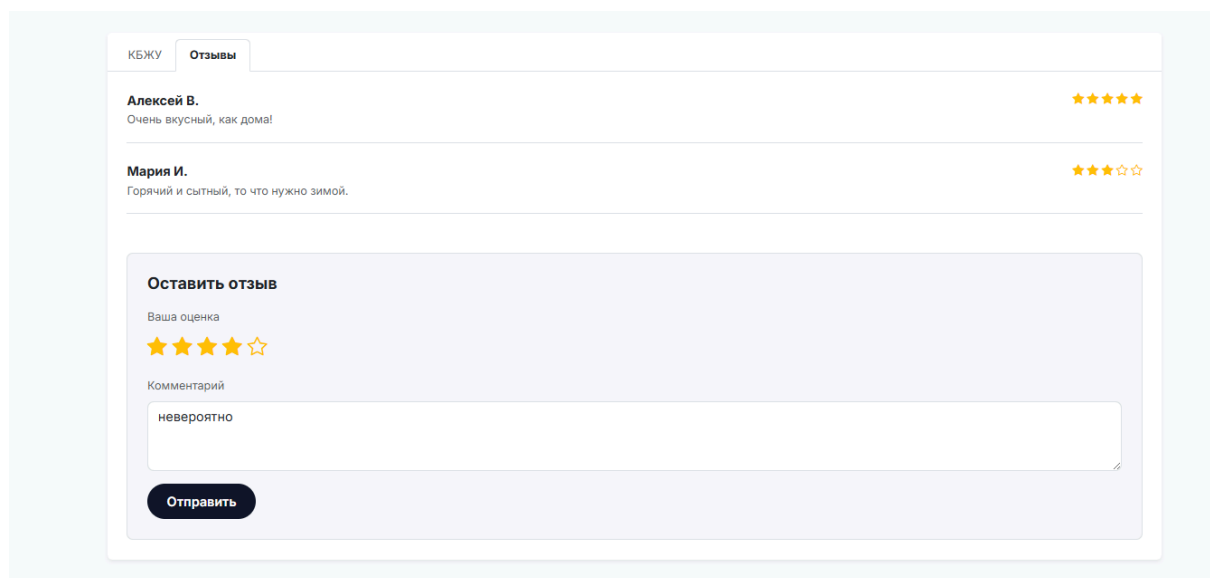 КБЖУ Отзывы
Алексей В.
Очень вкусный, как дома!
Мария И.
Горячий и сытный, то что нужно зимой.
Оставить отзыв
Ваша оценка
Комментарий
невероятно
Отправить